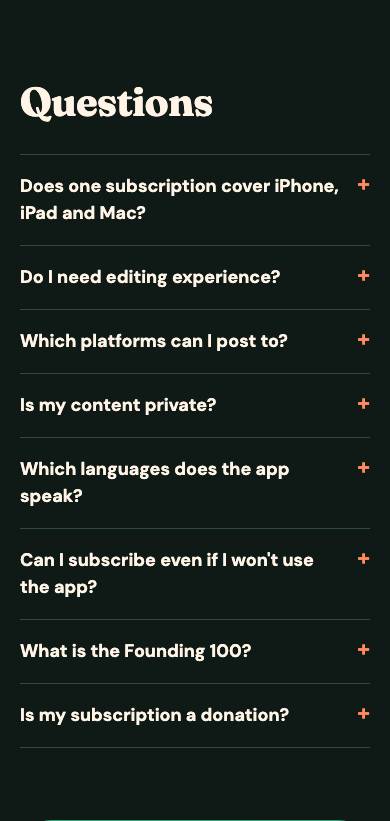 Questions
Does one subscription cover iPhone,
iPad and Mac?
+
Do I need editing experience?
+
Which platforms can I post to?
+
Is my content private?
+
Which languages does the app
speak?
+
Can I subscribe even if I won't use
the app?
+
What is the Founding 100?
+
Is my subscription a donation?
+